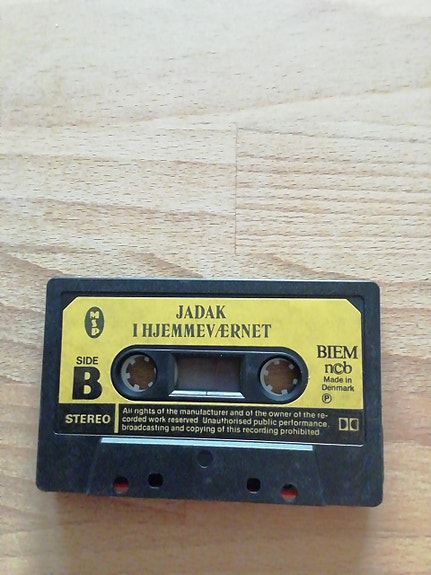 MSP
JADAK
I HJEMMEVÆRNET
SIDE
B
BIEM
ncb
Made in
Denmark
P
STEREO
All rights of the manufacturer and of the owner of the re-
corded work reserved Unauthorised public performance,
broadcasting and copying of this recording prohibited